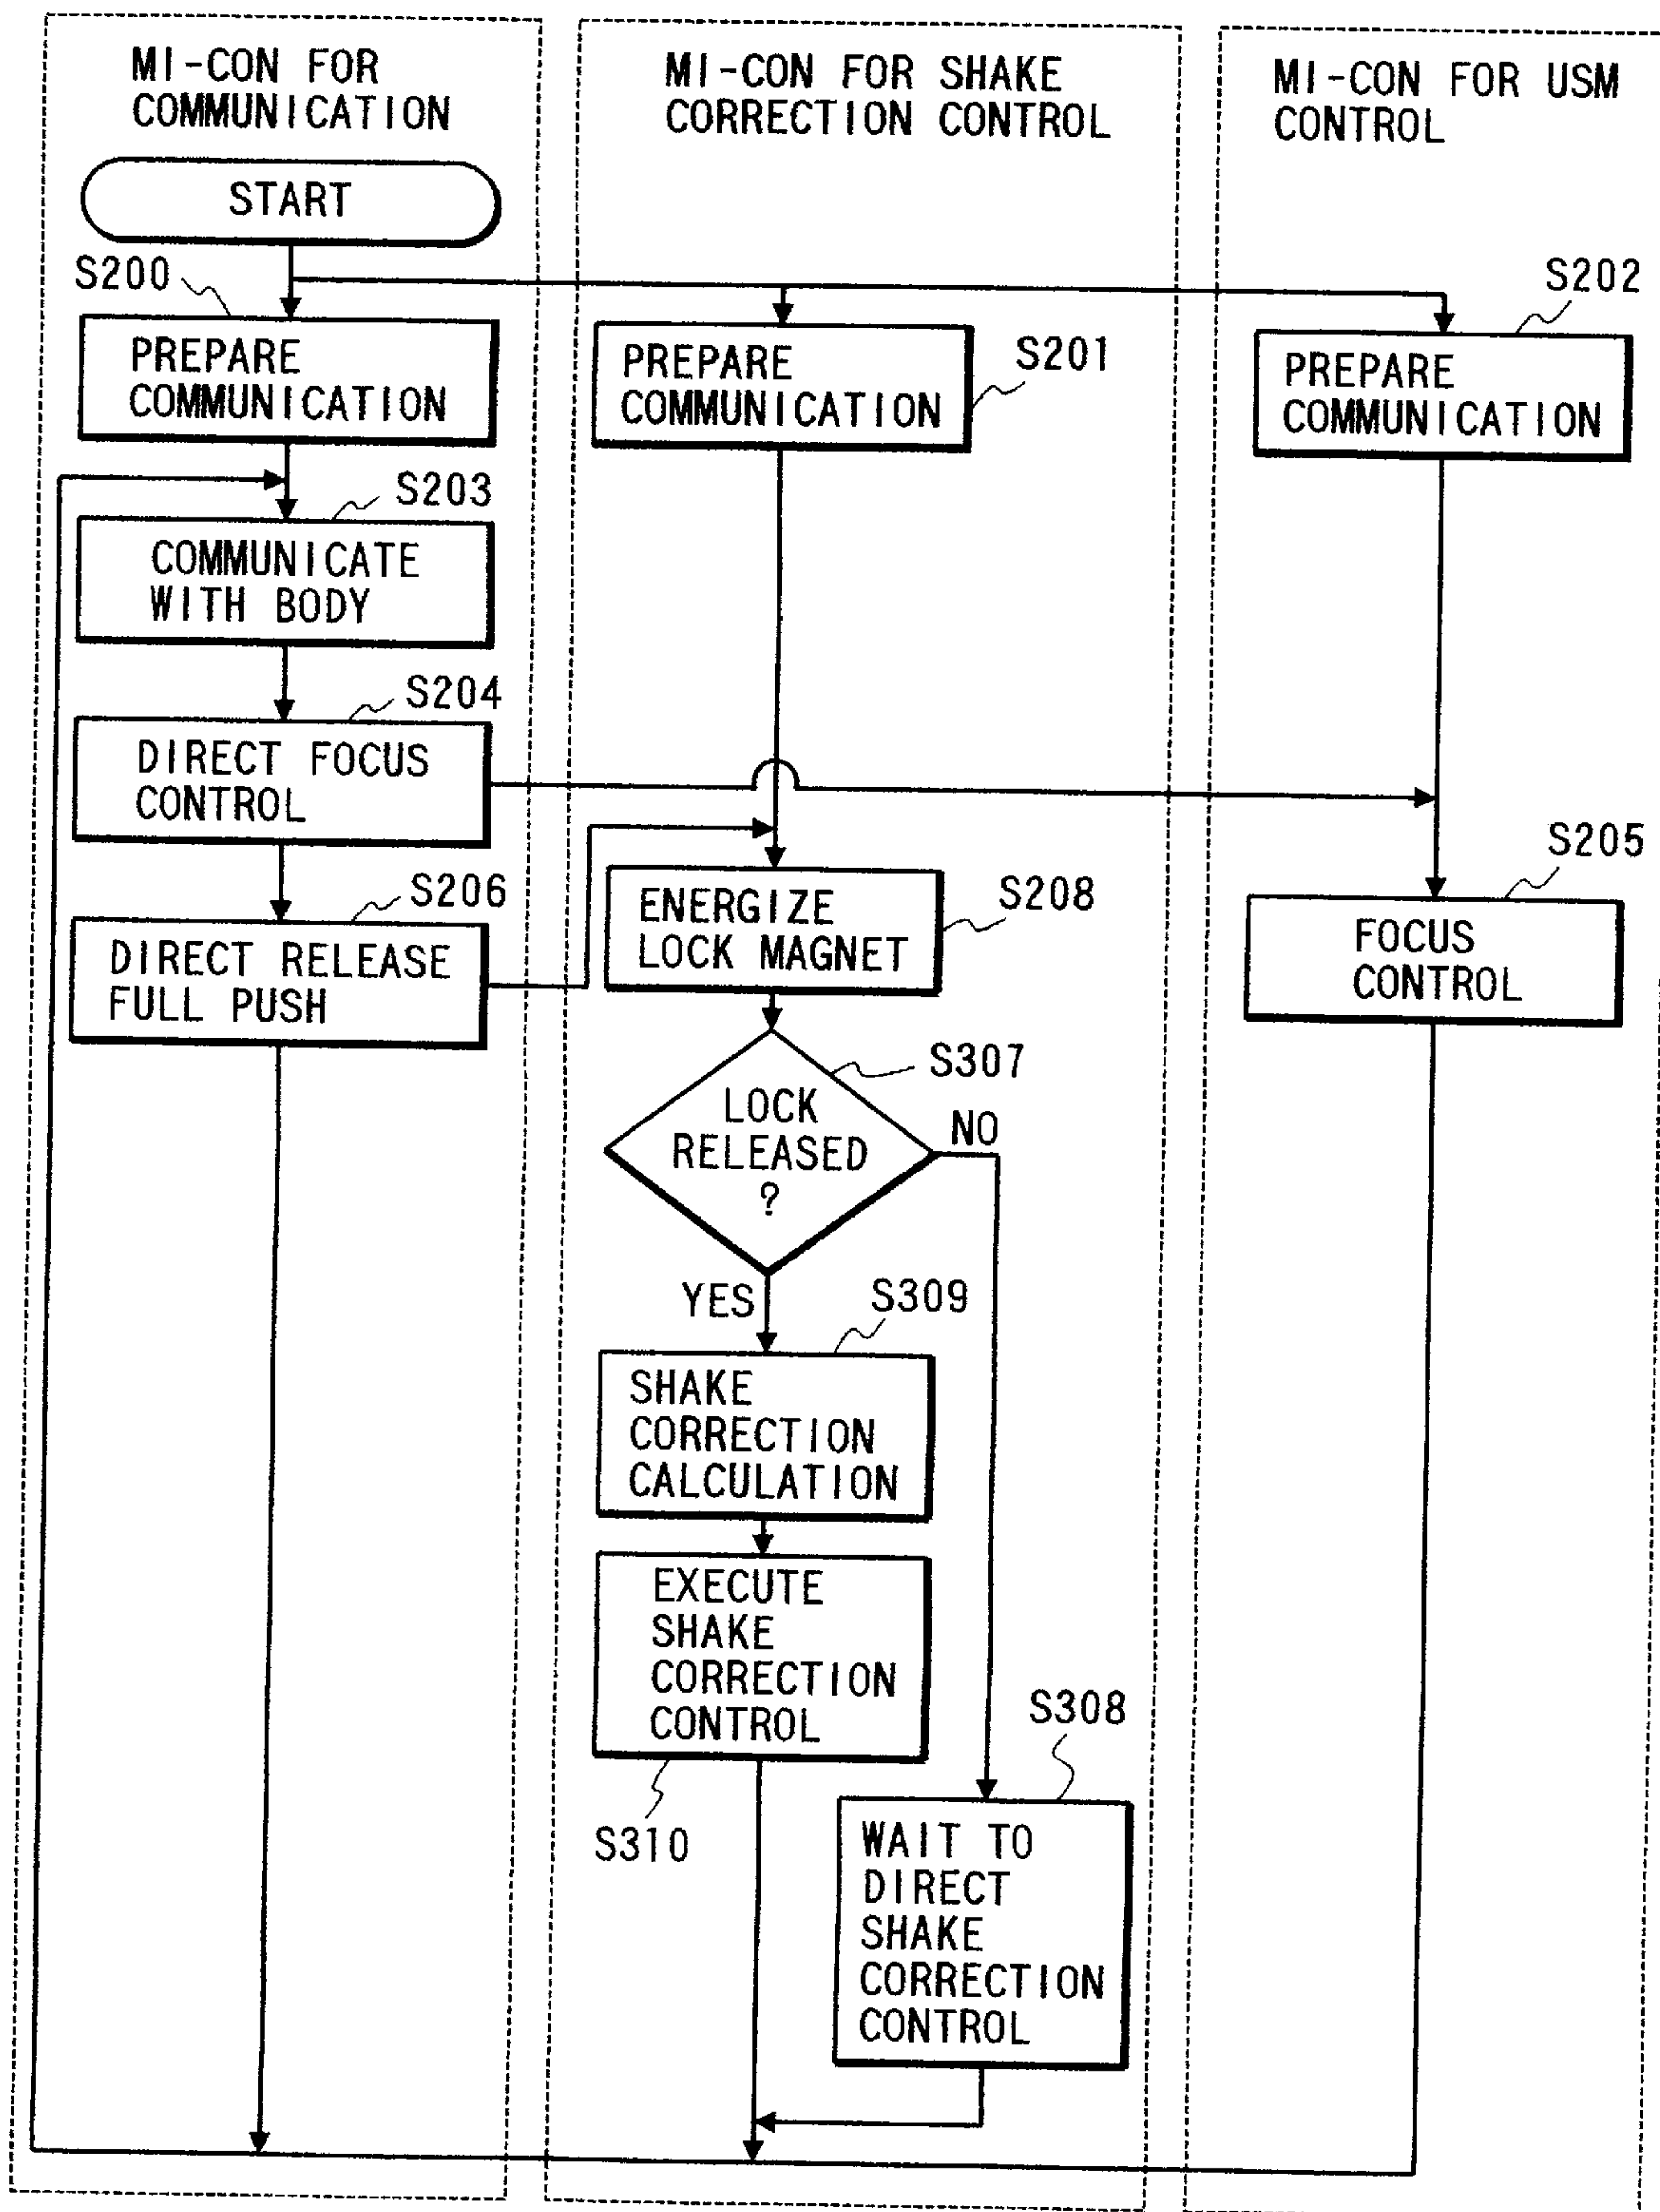 MI-CON FOR
COMMUNICATION
MI-CON FOR SHAKE
CORRECTION CONTROL
MI-CON FOR USM
CONTROL
START
S200
PREPARE
COMMUNICATION
S201
PREPARE
COMMUNICATION
S202
PREPARE
COMMUNICATION
S203
COMMUNICATE
WITH BODY
S204
DIRECT FOCUS
CONTROL
S205
FOCUS
CONTROL
S206
DIRECT RELEASE
FULL PUSH
S208
ENERGIZE
LOCK MAGNET
S307
LOCK
RELEASED
?
NO
YES
S309
SHAKE
CORRECTION
CALCULATION
EXECUTE
SHAKE
CORRECTION
CONTROL
S310
S308
WAIT TO
DIRECT
SHAKE
CORRECTION
CONTROL